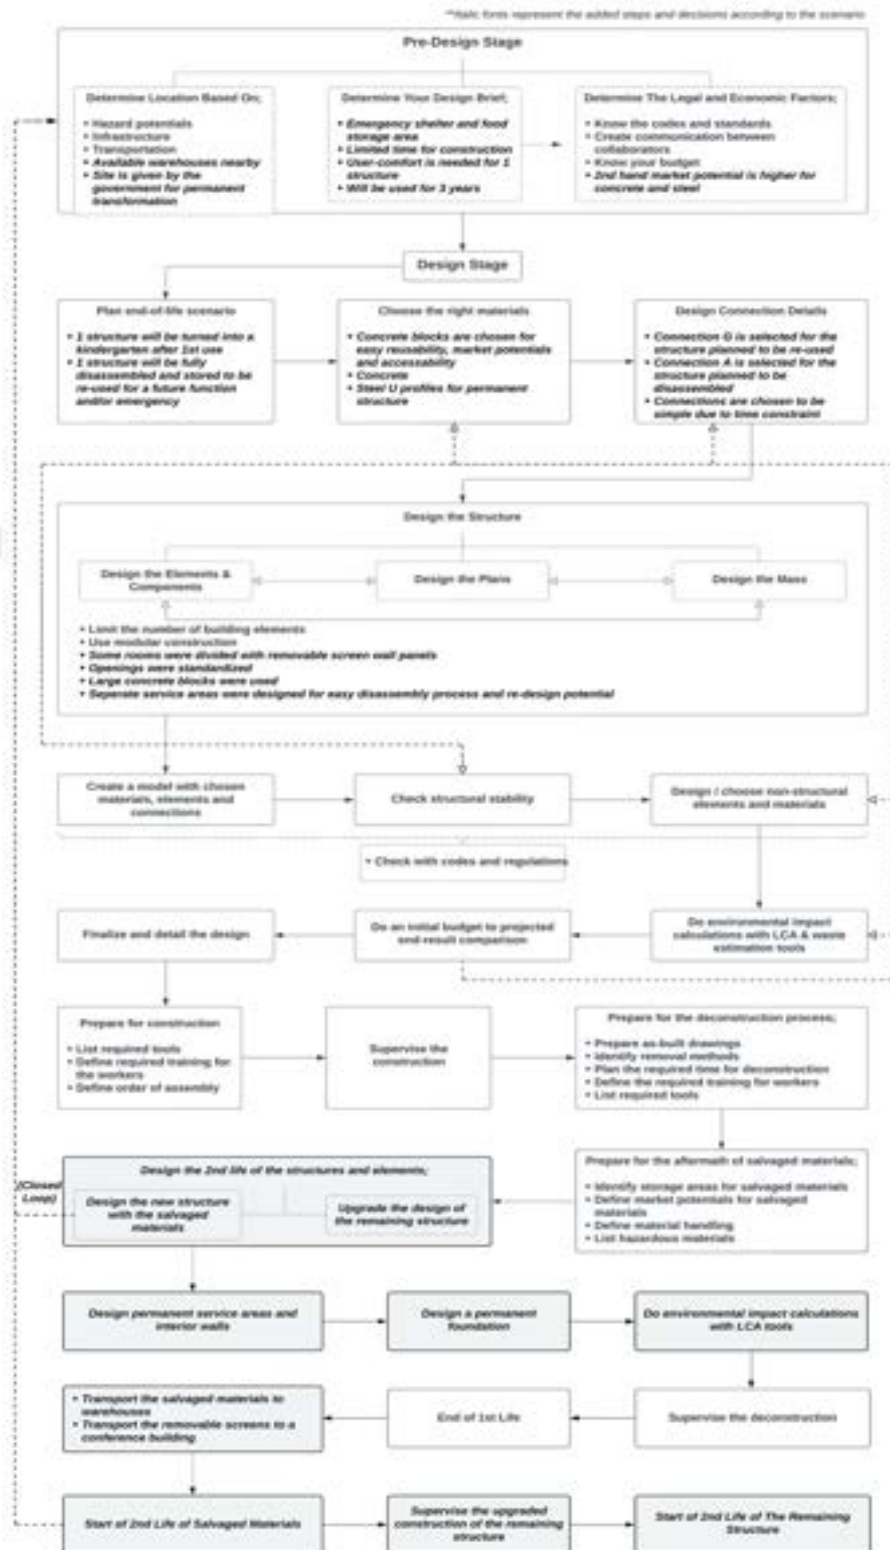 **Italic fonts represent the added steps and decisions according to the scenario
Pre-Design Stage
Determine Location Based On;
• Hazard potentials
• Infrastructure
• Transportation
• Available warehouses nearby
• Site is given by the
government for permanent
transformation
Determine Your Design Brief;
• Emergency shelter and food
storage area
• Limited time for construction
• User-comfort is needed for 1
structure
• Will be used for 3 years
Determine The Legal and Economic Factors;
• Know the codes and standards
• Create communication between
collaborators
• Know your budget
• 2nd hand market potential is higher for
concrete and steel
Design Stage
Plan end-of-life scenario
• 1 structure will be turned into a
kindergarten after 1st use
• 1 structure will be fully
disassembled and stored to be
re-used for a future function
and/or emergency
Choose the right materials
• Concrete blocks are chosen for
easy reusability, market potentials
and accessability
• Concrete
• Steel U profiles for permanent
structure
Design Connection Details
• Connection G is selected for the
structure planned to be re-used
• Connection A is selected for the
structure planned to be
disassembled
• Connections are chosen to be
simple due to time constraint
Design the Structure
Design the Elements &
Components
Design the Plans
Design the Mass
• Limit the number of building elements
• Use modular construction
• Some rooms were divided with removable screen wall panels
• Openings were standardized
• Large concrete blocks were used
• Seperate service areas were designed for easy disassembly process and re-design potential
Create a model with chosen
materials, elements and
connections
Check structural stability
Design / choose non-structural
elements and materials
• Check with codes and regulations
Finalize and detail the design
Do an initial budget to projected
end-result comparison
Do environmental impact
calculations with LCA & waste
estimation tools
Prepare for construction
• List required tools
• Define required training for
the workers
• Define order of assembly
Supervise the
construction
Prepare for the deconstruction process;
• Prepare as-built drawings
• Identify removal methods
• Plan the required time for deconstruction
• Define the required training for workers
• List required tools
(Closed
Loop)
Design the 2nd life of the structures and elements;
Design the new structure
with the salvaged
materials
Upgrade the design of
the remaining structure
Prepare for the aftermath of salvaged materials;
• Identify storage areas for salvaged materials
• Define market potentials for salvaged
materials
• Define material handling
• List hazardous materials
Design permanent service areas and
interior walls
Design a permanent
foundation
Do environmental impact calculations
with LCA tools
• Transport the salvaged materials to
warehouses
• Transport the removable screens to a
conference building
End of 1st Life
Supervise the deconstruction
Start of 2nd Life of Salvaged Materials
Supervise the upgraded
construction of the remaining
structure
Start of 2nd Life of The Remaining
Structure